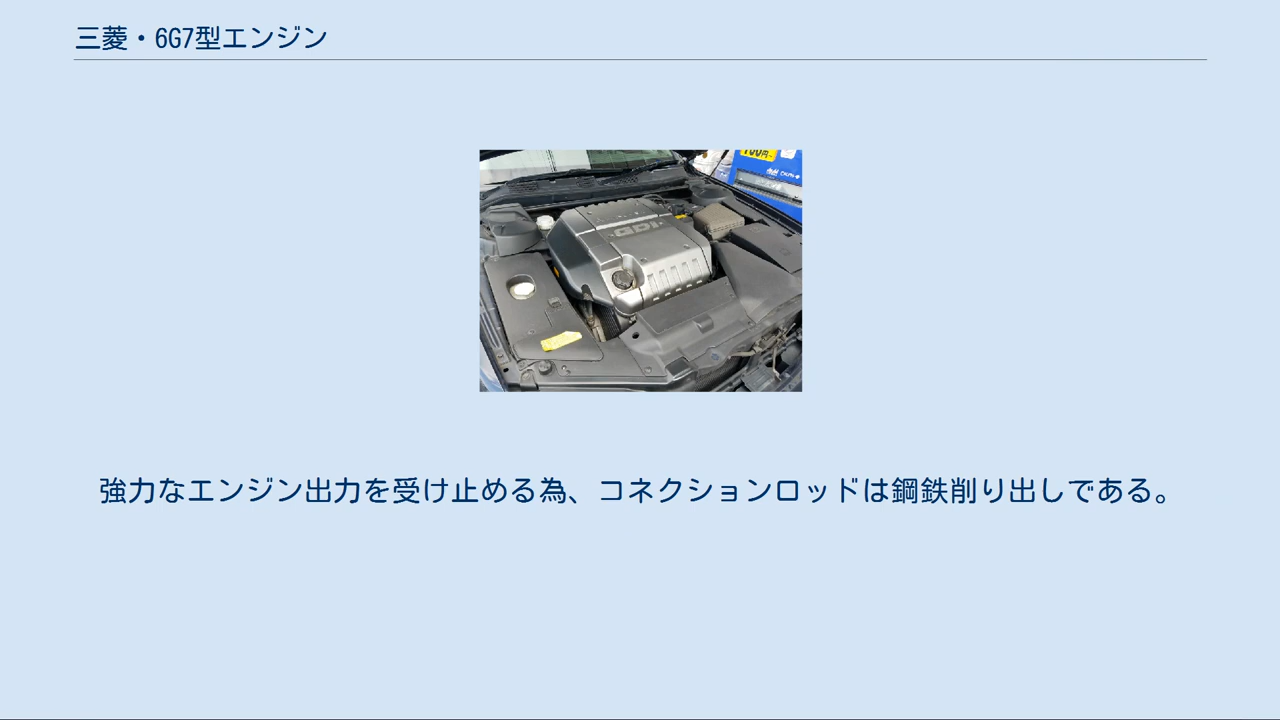 三菱・6G7型エンジン
GDI
強力なエンジン出力を受け止める為、コネクションロッドは鋼鉄削り出しである。